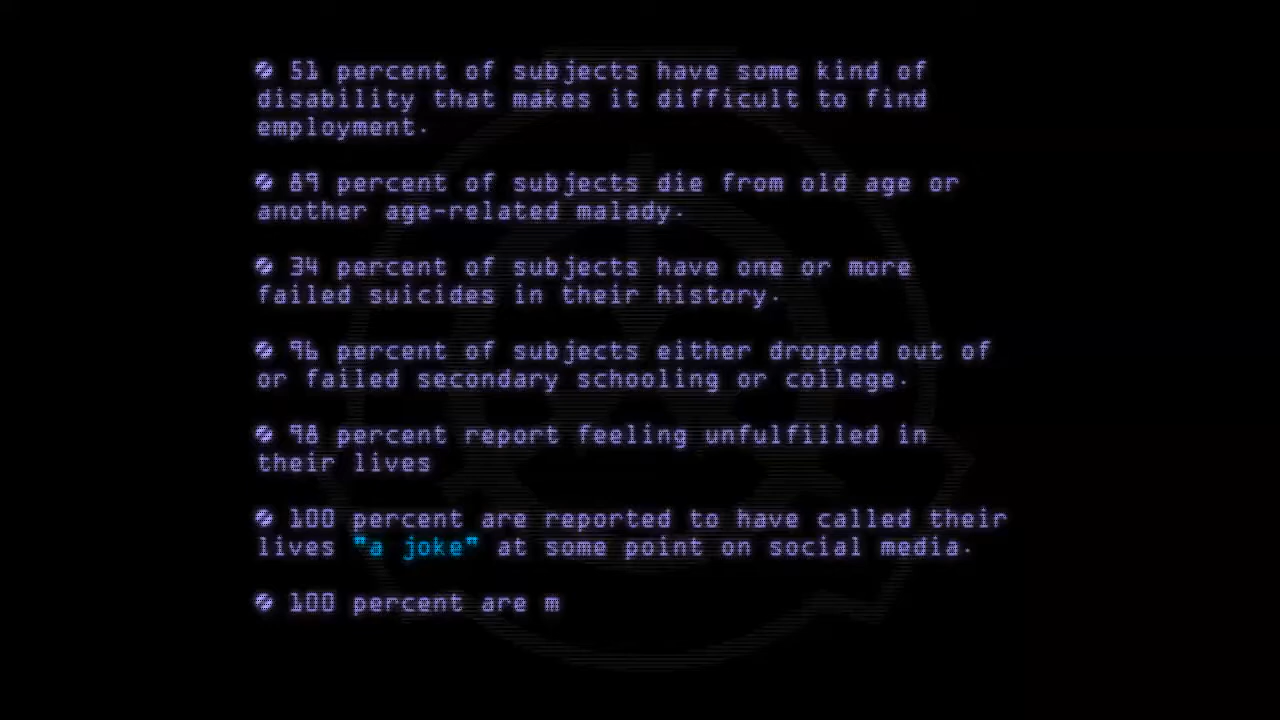 51 percent of subjects have some kind of
disability that makes it difficult to find
employment.
89 percent of subjects die from old age or
another age-related malady.
34 percent of subjects have one or more
failed suicides in their history.
96 percent of subjects either dropped out of
or failed secondary schooling or college.
98 percent report feeling unfulfilled in
their lives
100 percent are reported to have called their
lives "a joke" at some point on social media.
100 percent are m